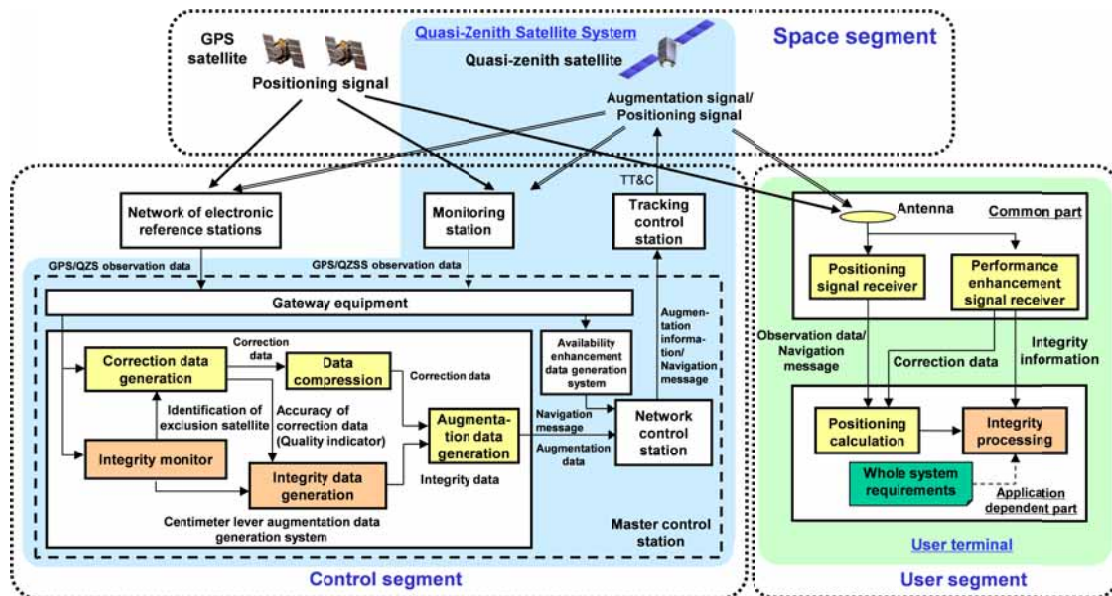 GPS
satellite
Positioning signal
Quasi-Zenith Satellite System
Quasi-zenith satellite
Space segment
Augmentation signal/
Positioning signal
TT&C
Network of electronic
reference stations
Monitoring
station
Tracking
control
station
GPS/QZS observation data
GPS/QZSS observation data
Gateway equipment
Correction data
generation
Correction
data
Data
compression
Correction data
Identification of
exclusion satellite
Accuracy of
correction data
(Quality indicator)
Integrity monitor
Integrity data
generation
Augmenta-
tion data
generation
Integrity data
Centimeter lever augmentation data
generation system
Availability
enhancement
data generation
system
Augmen-
tation
informa-
tion/
Navigation
message
Navigation
message
Augmentation
data
Network
control
station
Master control
station
Control segment
Antenna
Common part
Positioning
signal receiver
Performance
enhancement
signal receiver
Observation data/
Navigation
message
Correction data
Integrity
information
Positioning
calculation
Integrity
processing
Whole system
requirements
Application
dependent part
User terminal
User segment